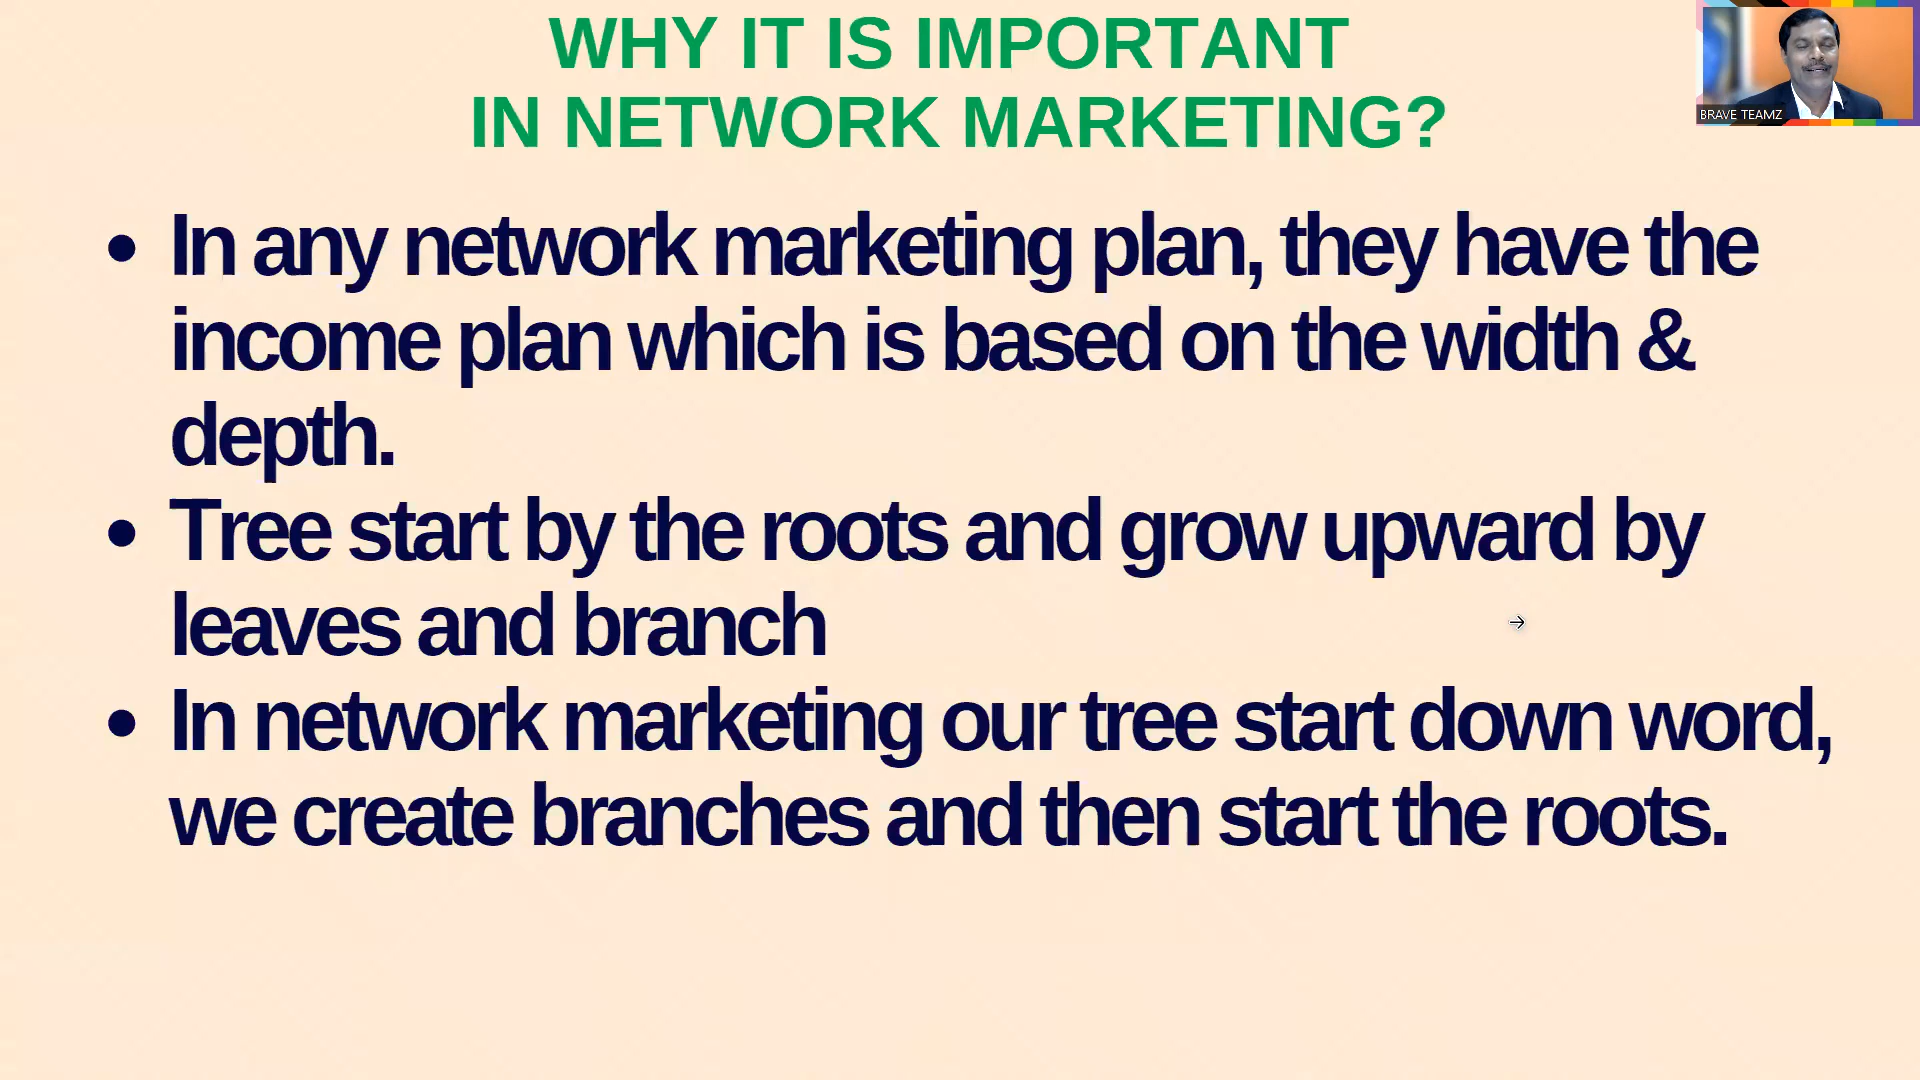 WHY IT IS IMPORTANT
IN NETWORK MARKETING?
BRAVE TEAMZ
• In any network marketing plan, they have the
income plan which is based on the width &
depth.
• Tree start by the roots and grow upward by
leaves and branch
• In network marketing our tree start down word,
we create branches and then start the roots.